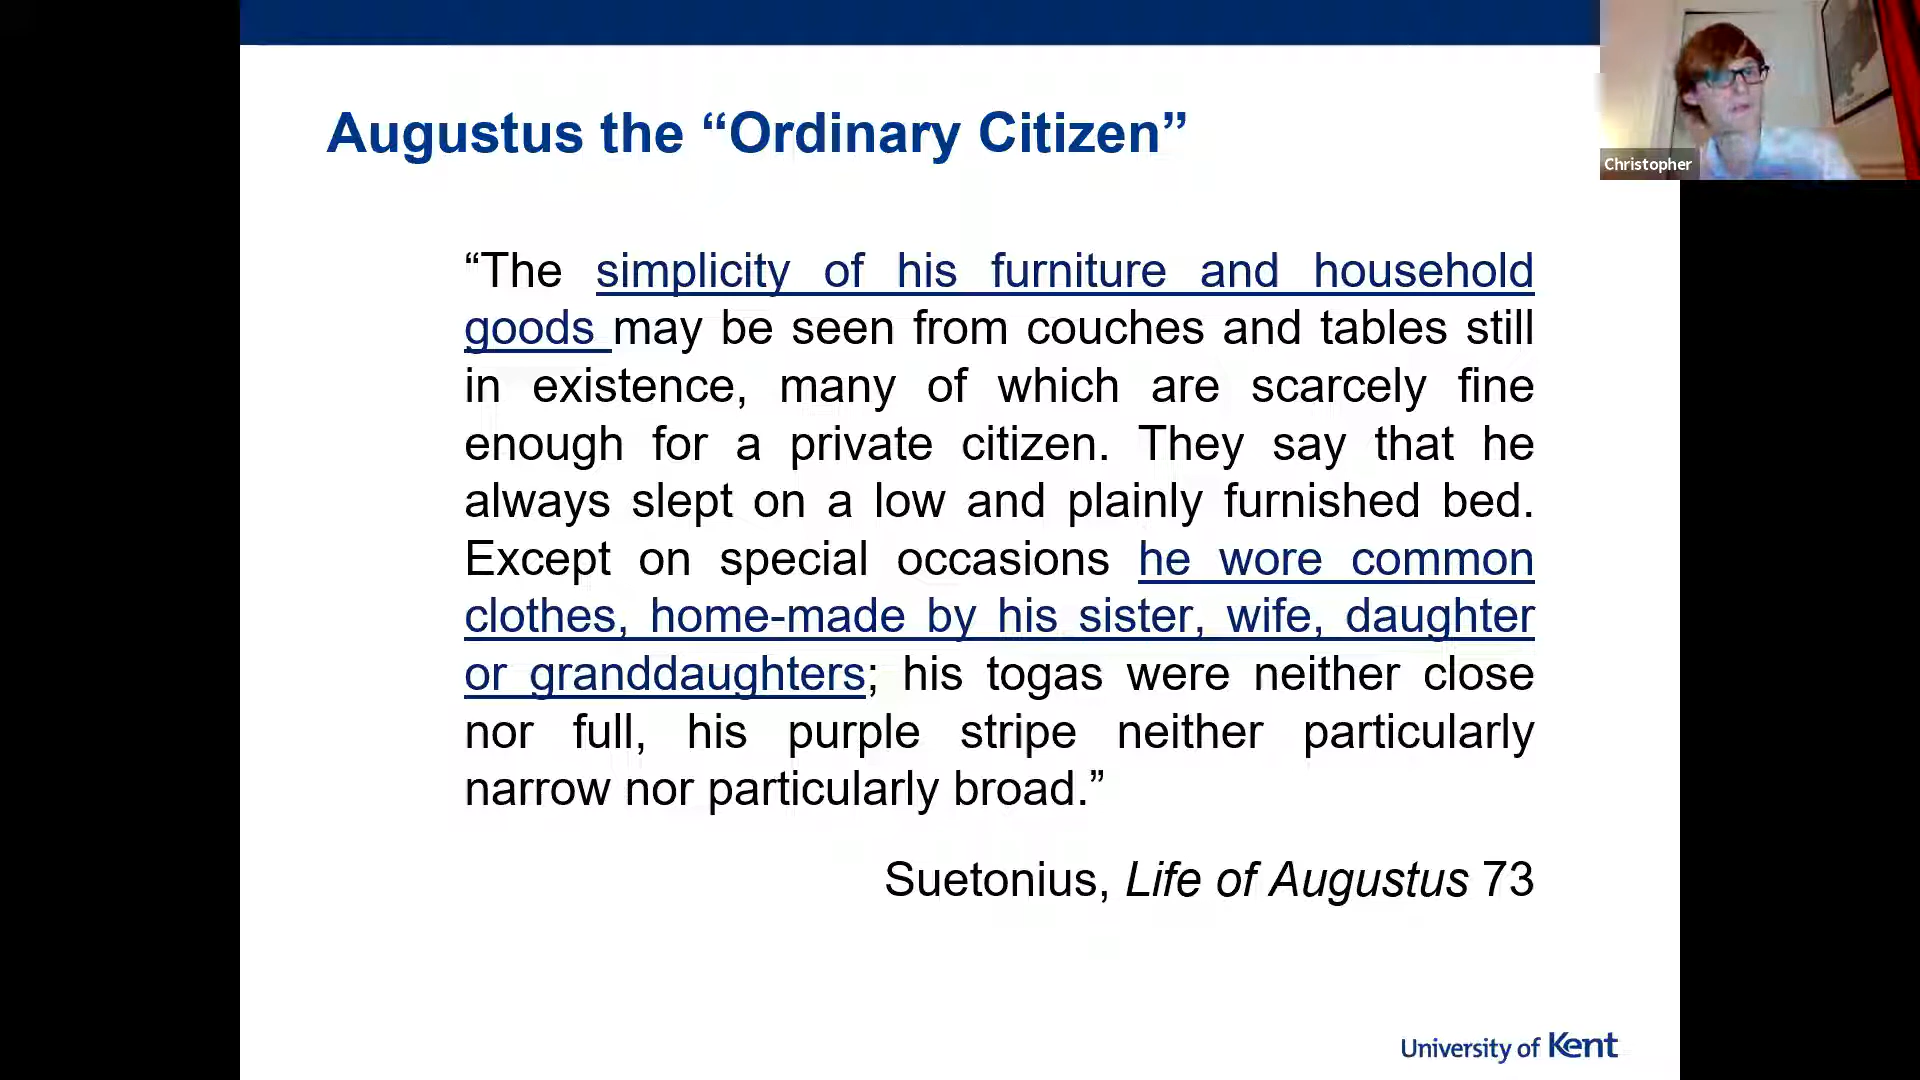 Augustus the “Ordinary Citizen”
Christopher
“The simplicity of his furniture and household
goods may be seen from couches and tables still
in existence, many of which are scarcely fine
enough for a private citizen. They say that he
always slept on a low and plainly furnished bed.
Except on special occasions he wore common
clothes, home-made by his sister, wife, daughter
or granddaughters; his togas were neither close
nor full, his purple stripe neither particularly
narrow nor particularly broad.”
Suetonius, Life of Augustus 73
University of Kent